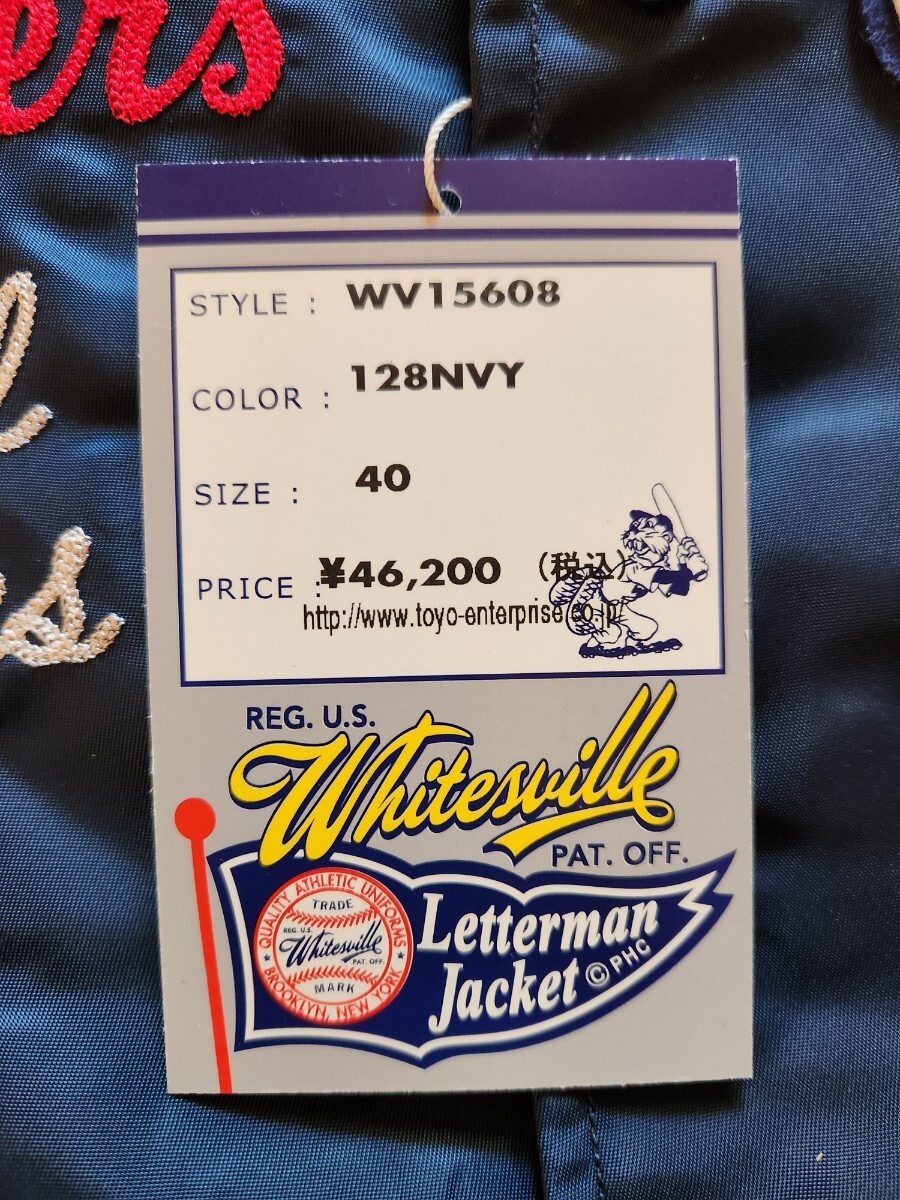 ers
STYLE : WV15608
COLOR : 128NVY
SIZE : 40
PRICE : ¥46,200 (税込)
http://www.toyo-enterprise.co.jp/
REG. U.S.
Whitesville
PAT. OFF.
QUALITY ATHLETIC UNIFORMS
TRADE
REG. U.S.
Whitesville
PAT. OFF.
MARK
BROOKLYN, NEW YORK
Letterman
Jacket © PHC